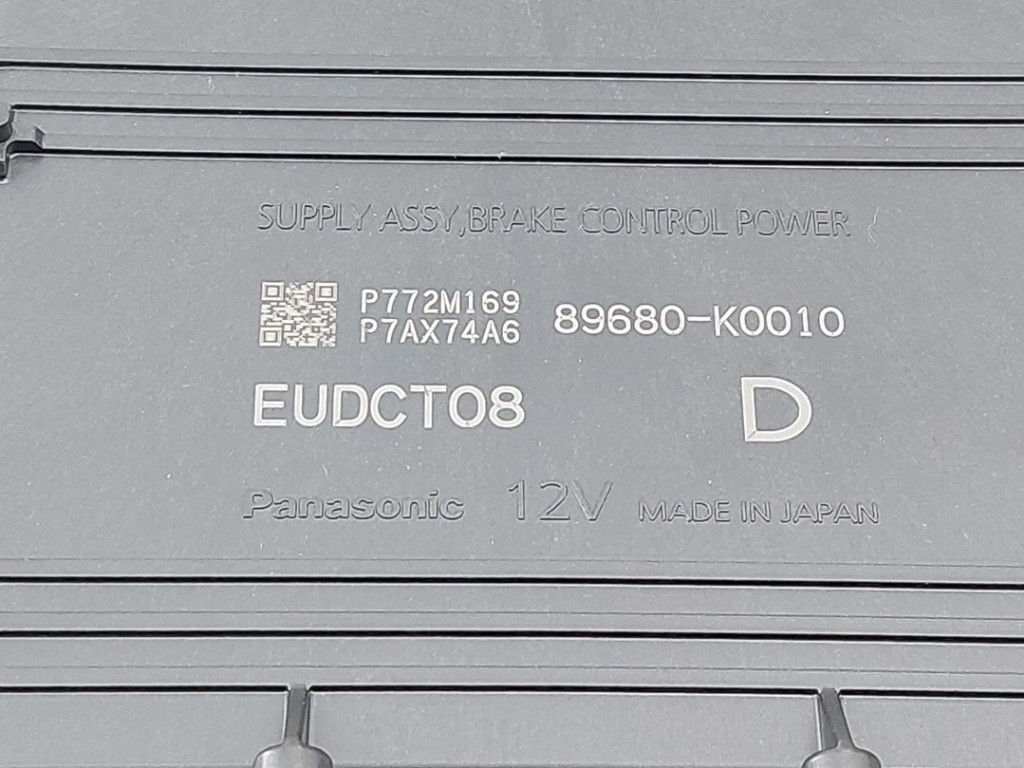 SUPPLY ASSY,BRAKE CONTROL POWER
P772M169
P7AX74A6
89680-K0010
EUDCT08
D
Panasonic 12V MADE IN JAPAN